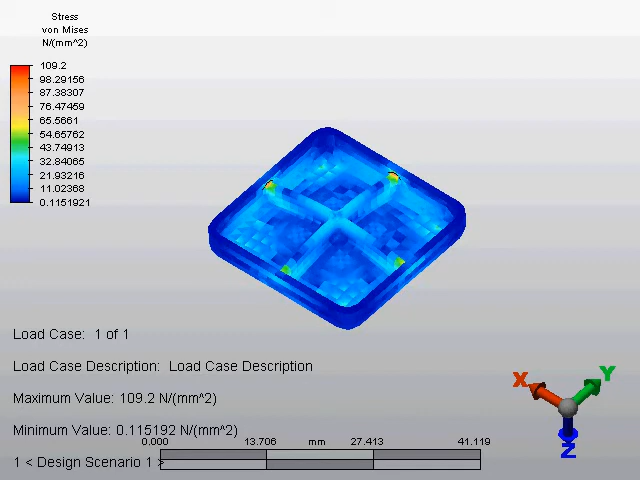 Stress
von Mises
N/(mm^2)
109.2
98.29156
87.38307
76.47459
65.5661
54.65762
43.74913
32.84065
21.93216
11.02368
0.1151921
Load Case: 1 of 1
Load Case Description: Load Case Description
Maximum Value: 109.2 N/(mm^2)
Minimum Value: 0.115192 N/(mm^2)
0.000 13.706 mm 27.413 41.119
1 < Design Scenario 1 >
X
Y
Z